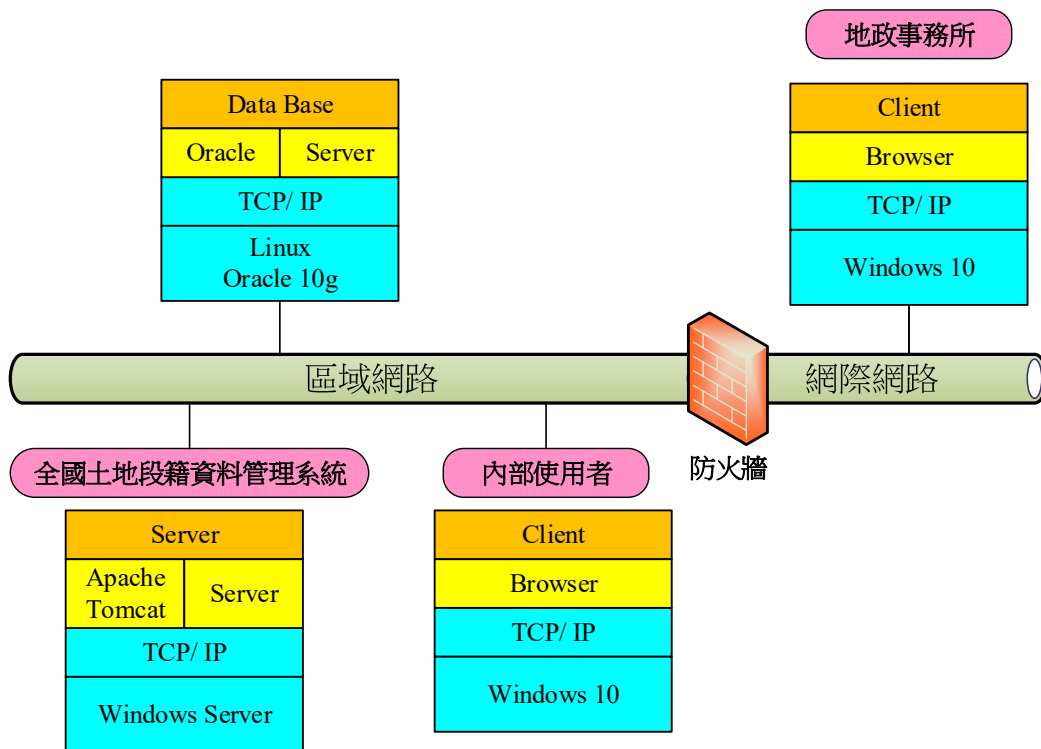 地政事務所
Data Base
Oracle
Server
TCP/ IP
Linux
Oracle 10g
Client
Browser
TCP/ IP
Windows 10
區域網路
網際網路
防火牆
全國土地段籍資料管理系統
Server
Apache
Tomcat
Server
TCP/ IP
Windows Server
內部使用者
Client
Browser
TCP/ IP
Windows 10